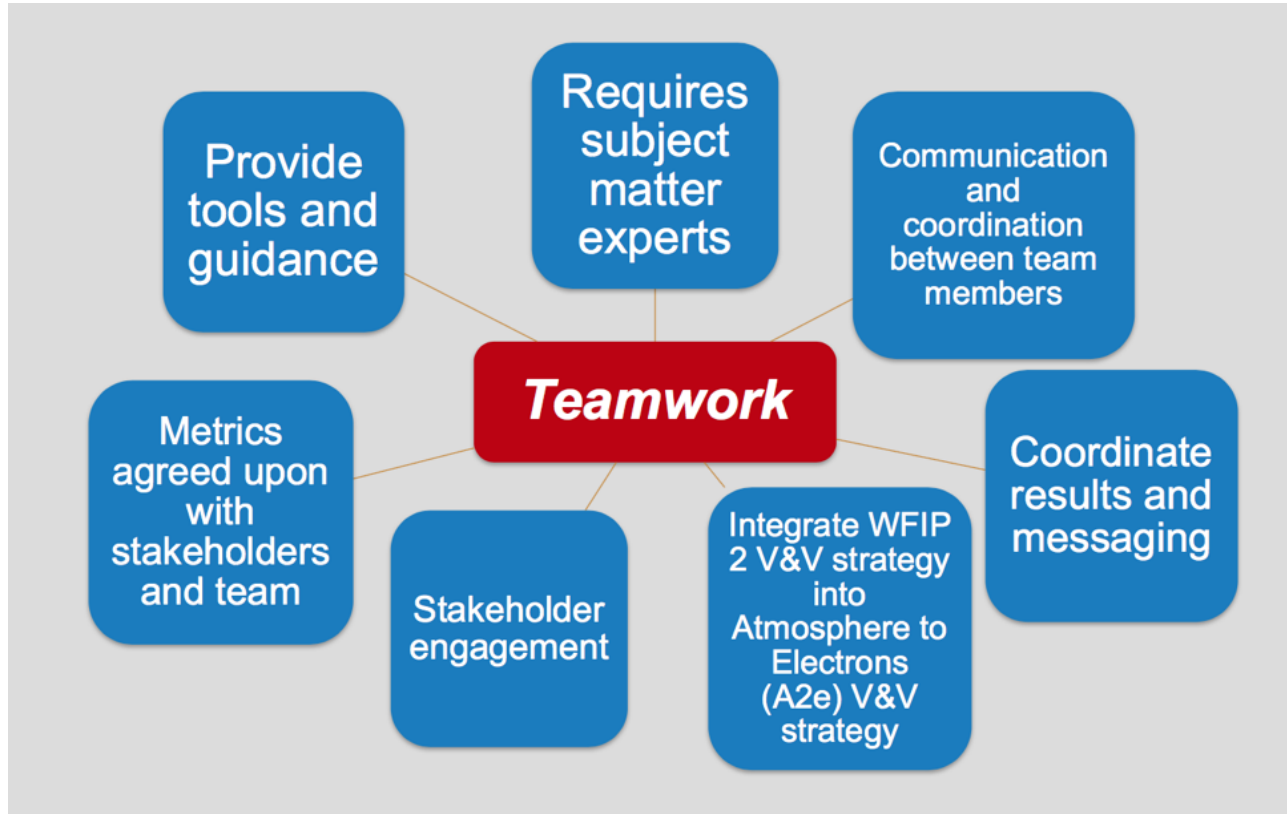 Provide
tools and
guidance
Requires
subject
matter
experts
Communication
and
coordination
between team
members
Teamwork
Metrics
agreed upon
with
stakeholders
and team
Stakeholder
engagement
Integrate WFIP
2 V&V strategy
into
Atmosphere to
Electrons
(A2e) V&V
strategy
Coordinate
results and
messaging